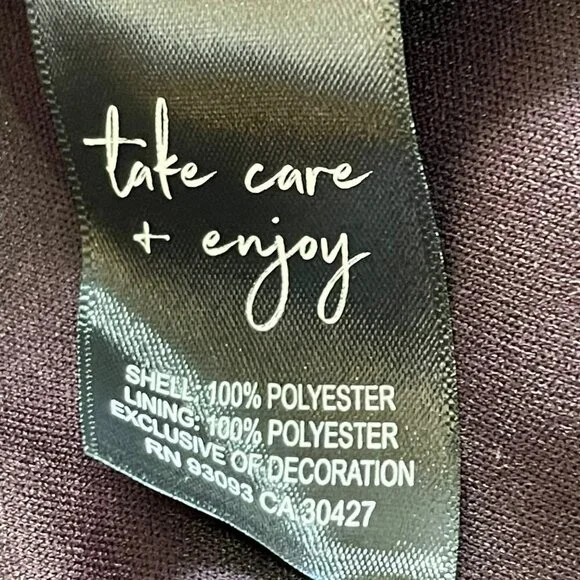 take care
+ enjoy
SHELL: 100% POLYESTER
LINING: 100% POLYESTER
EXCLUSIVE OF DECORATION
RN 93093 CA 30427